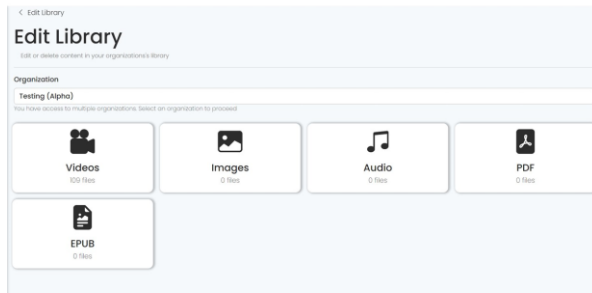 < Edit Library
Edit Library
Edit or delete content in your organizations's library
Organization
Testing (Alpha)
You have access to multiple organizations. Select an organization to proceed
Videos
109 files
Images
0 files
Audio
0 files
PDF
0 files
EPUB
0 files